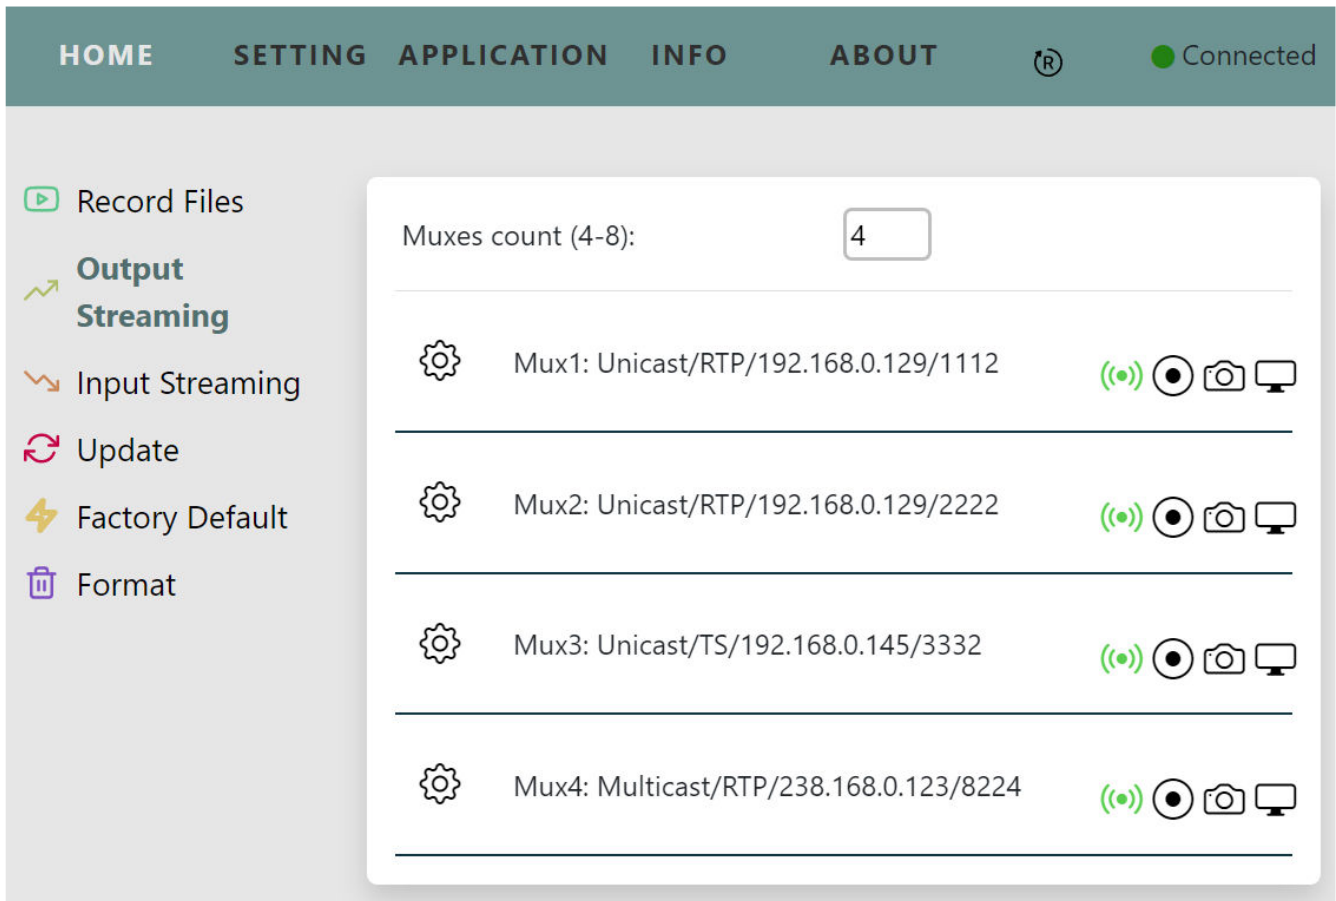 HOME SETTING APPLICATION INFO ABOUT R Connected
Record Files
Output
Streaming
Input Streaming
Update
Factory Default
Format
Muxes count (4-8): 4
Mux1: Unicast/RTP/192.168.0.129/1112
Mux2: Unicast/RTP/192.168.0.129/2222
Mux3: Unicast/TS/192.168.0.145/3332
Mux4: Multicast/RTP/238.168.0.123/8224